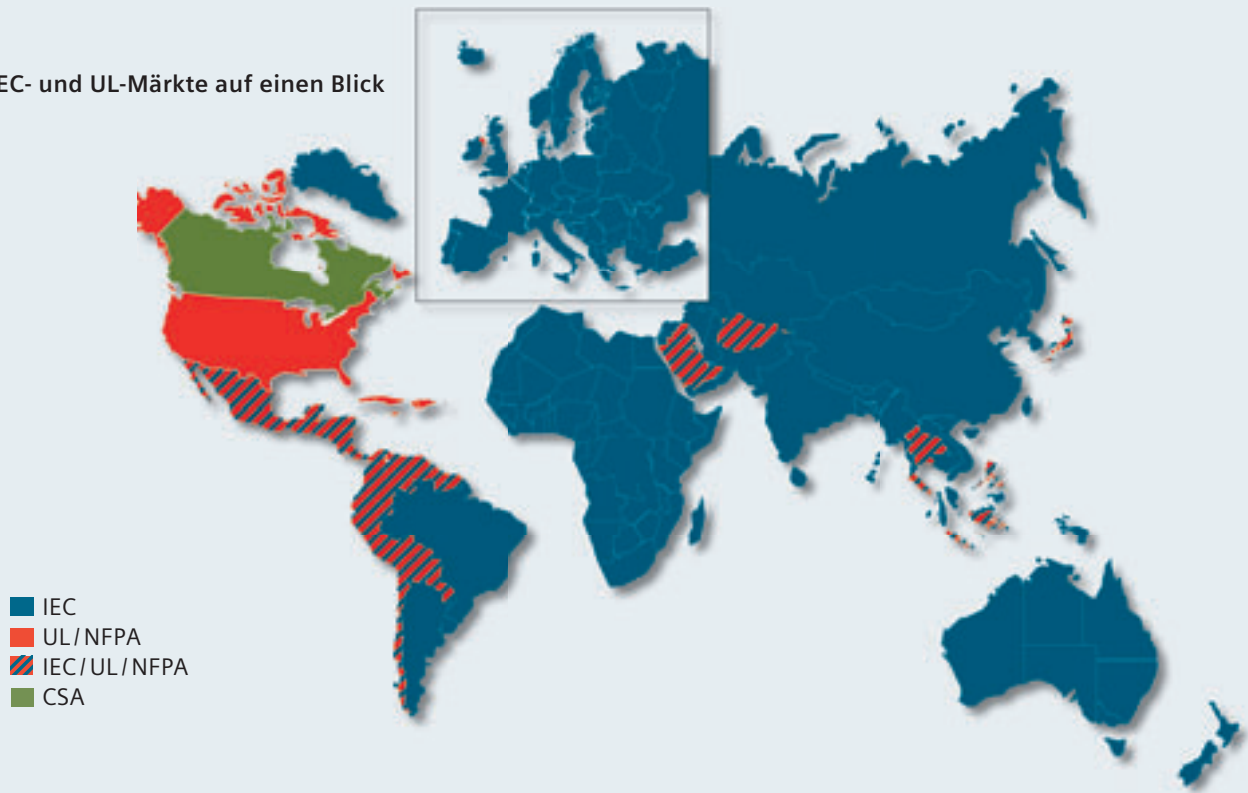 EC- und UL-Märkte auf einen Blick
IEC
UL/NFPA
IEC/UL/NFPA
CSA